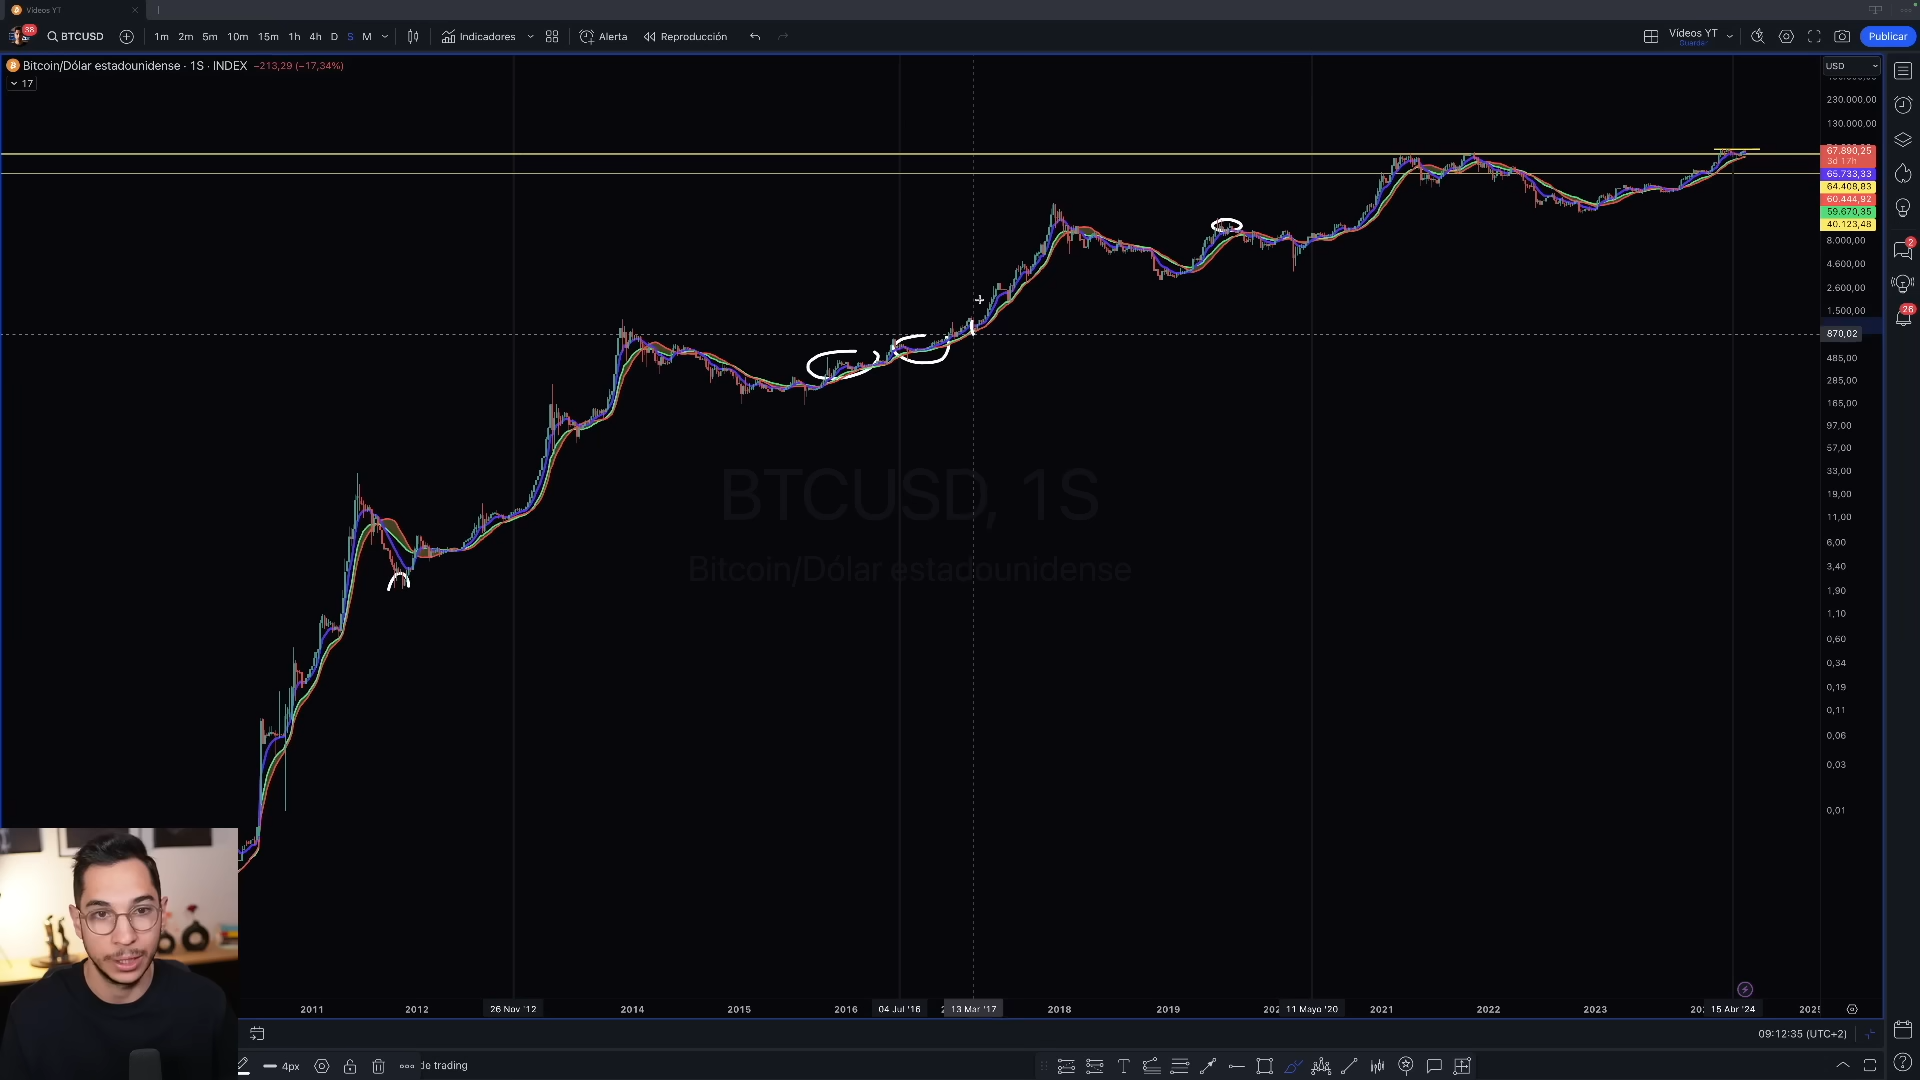 Vídeos YT
38
BTCUSD
1m 2m 5m 10m 15m 1h 4h D S M
Indicadores
Alerta
Reproducción
Vídeos YT
Guardar
Publicar
Bitcoin/Dólar estadounidense · 1S · INDEX −213,29 (−17,34%)
17
USD
230.000,00
130.000,00
67.890,25
3d 17h
65.733,33
64.408,83
60.444,92
59.670,35
40.123,48
8.000,00
4.600,00
2.600,00
1.500,00
870,02
485,00
285,00
165,00
97,00
57,00
33,00
19,00
11,00
6,00
3,40
1,90
1,10
0,60
0,34
0,19
0,11
0,06
0,03
0,01
2
26
BTCUSD, 1S
Bitcoin/Dólar estadounidense
2011 2012 26 Nov '12 2014 2015 2016 04 Jul '16 13 Mar '17 2018 2019 11 Mayo '20 2021 2022 2023 15 Abr '24
09:12:35 (UTC+2)
4px
de trading